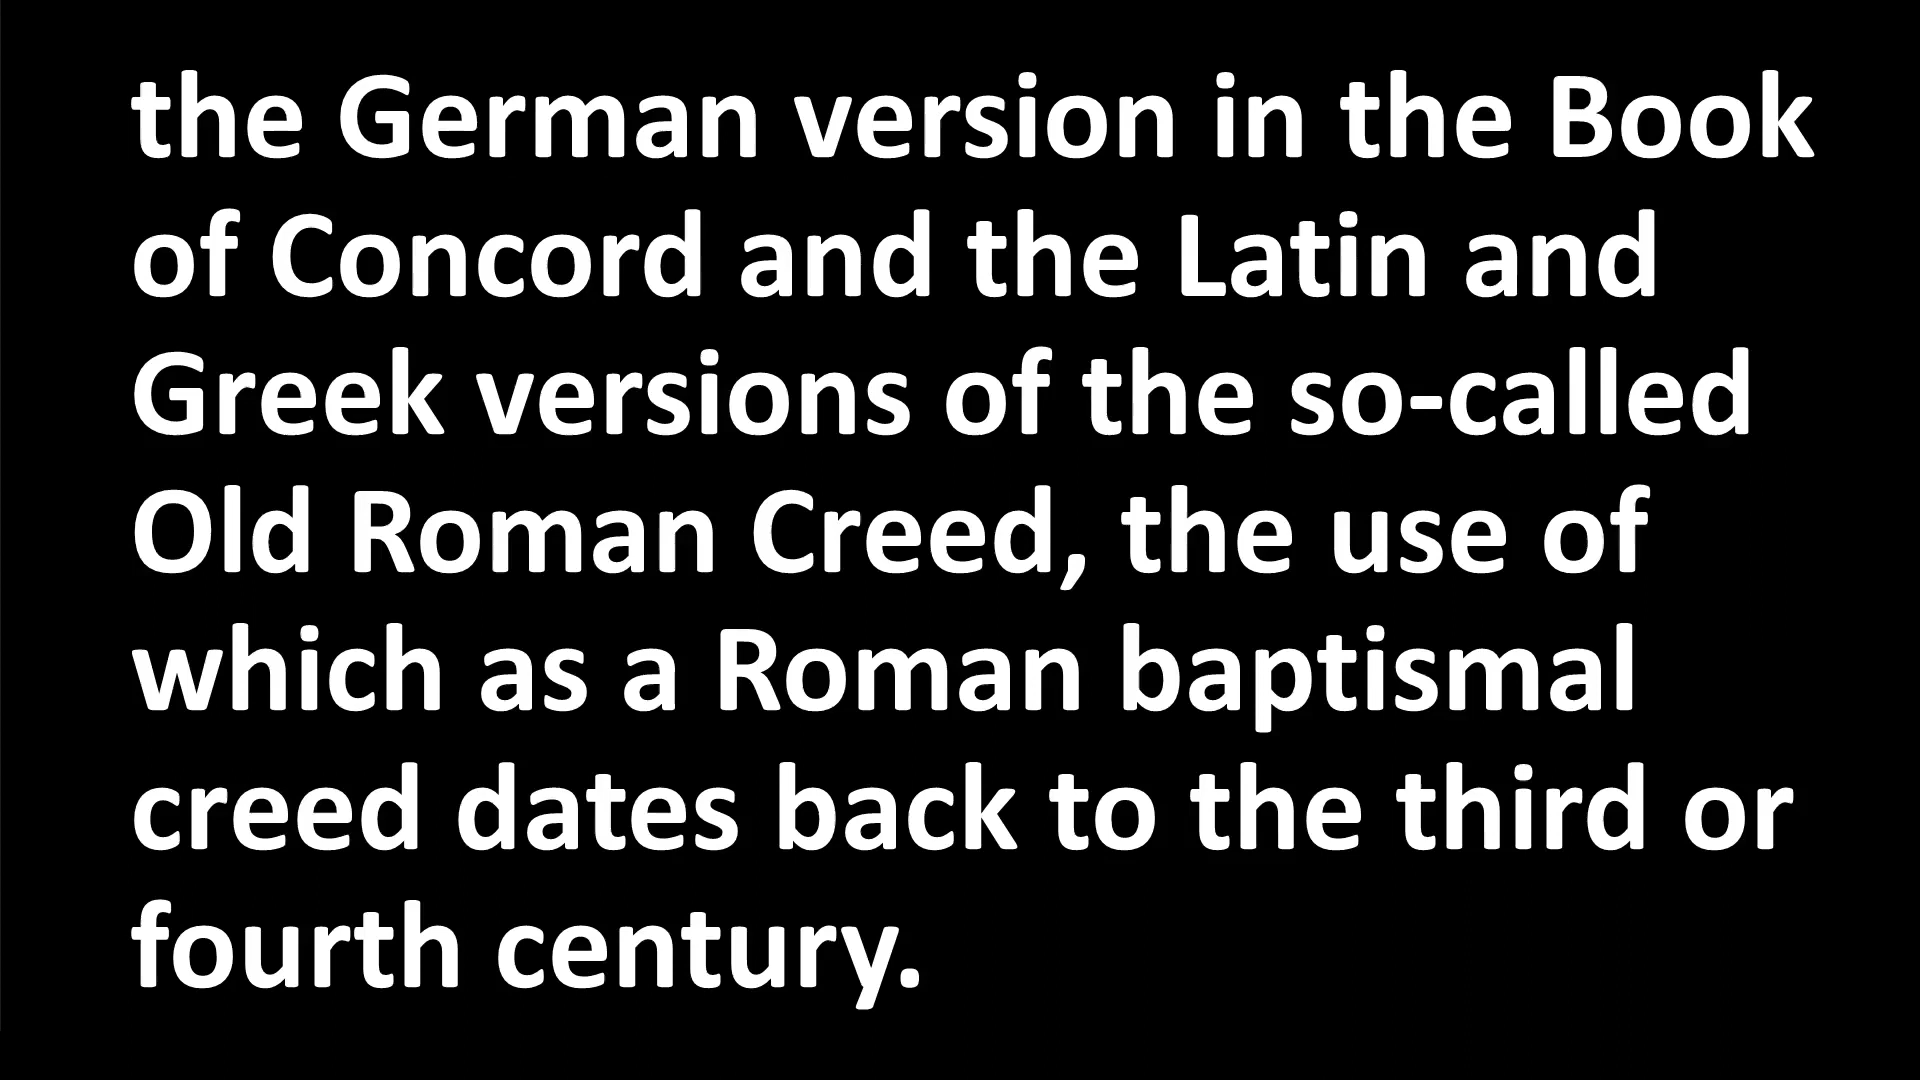 the German version in the Book
of Concord and the Latin and
Greek versions of the so-called
Old Roman Creed, the use of
which as a Roman baptismal
creed dates back to the third or
fourth century.